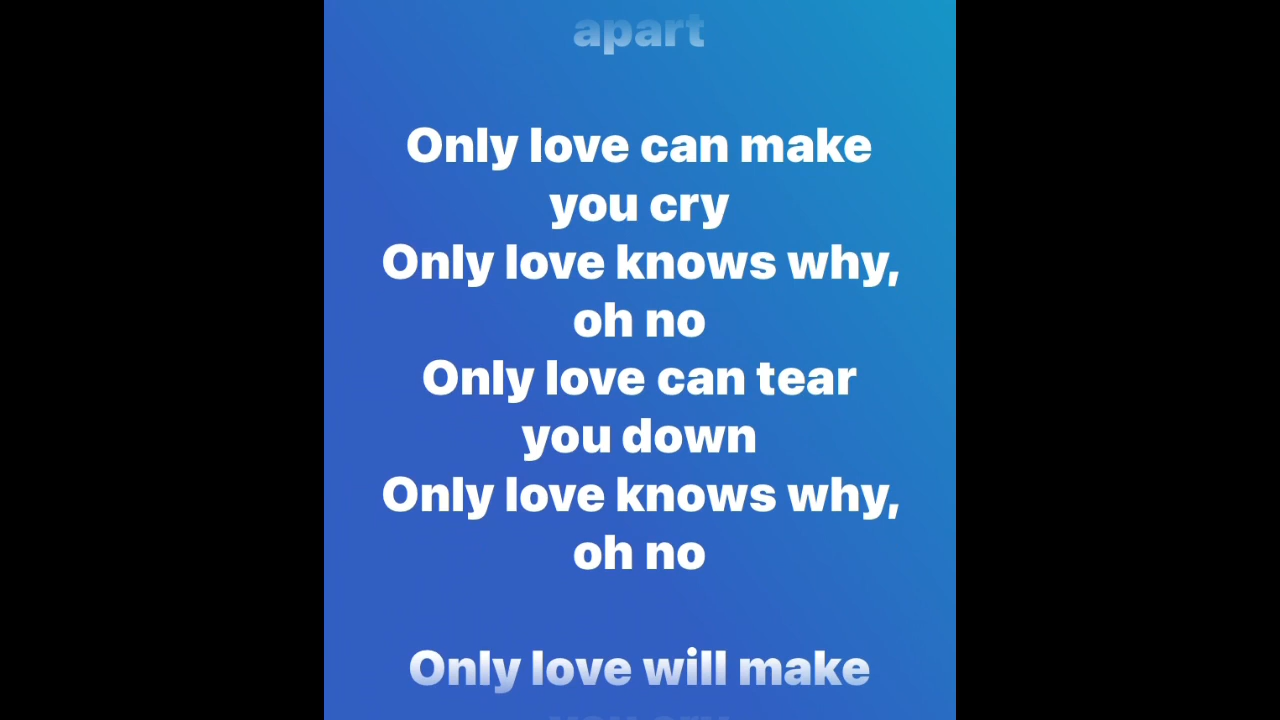 apart
Only love can make
you cry
Only love knows why,
oh no
Only love can tear
you down
Only love knows why,
oh no
Only love will make